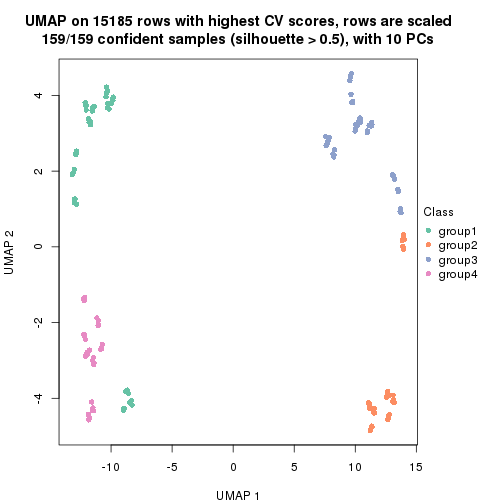 UMAP on 15185 rows with highest CV scores, rows are scaled
159/159 confident samples (silhouette > 0.5), with 10 PCs
4
2
0
-2
-4
UMAP 2
-10
-5
0
5
10
15
UMAP 1
Class
group1
group2
group3
group4